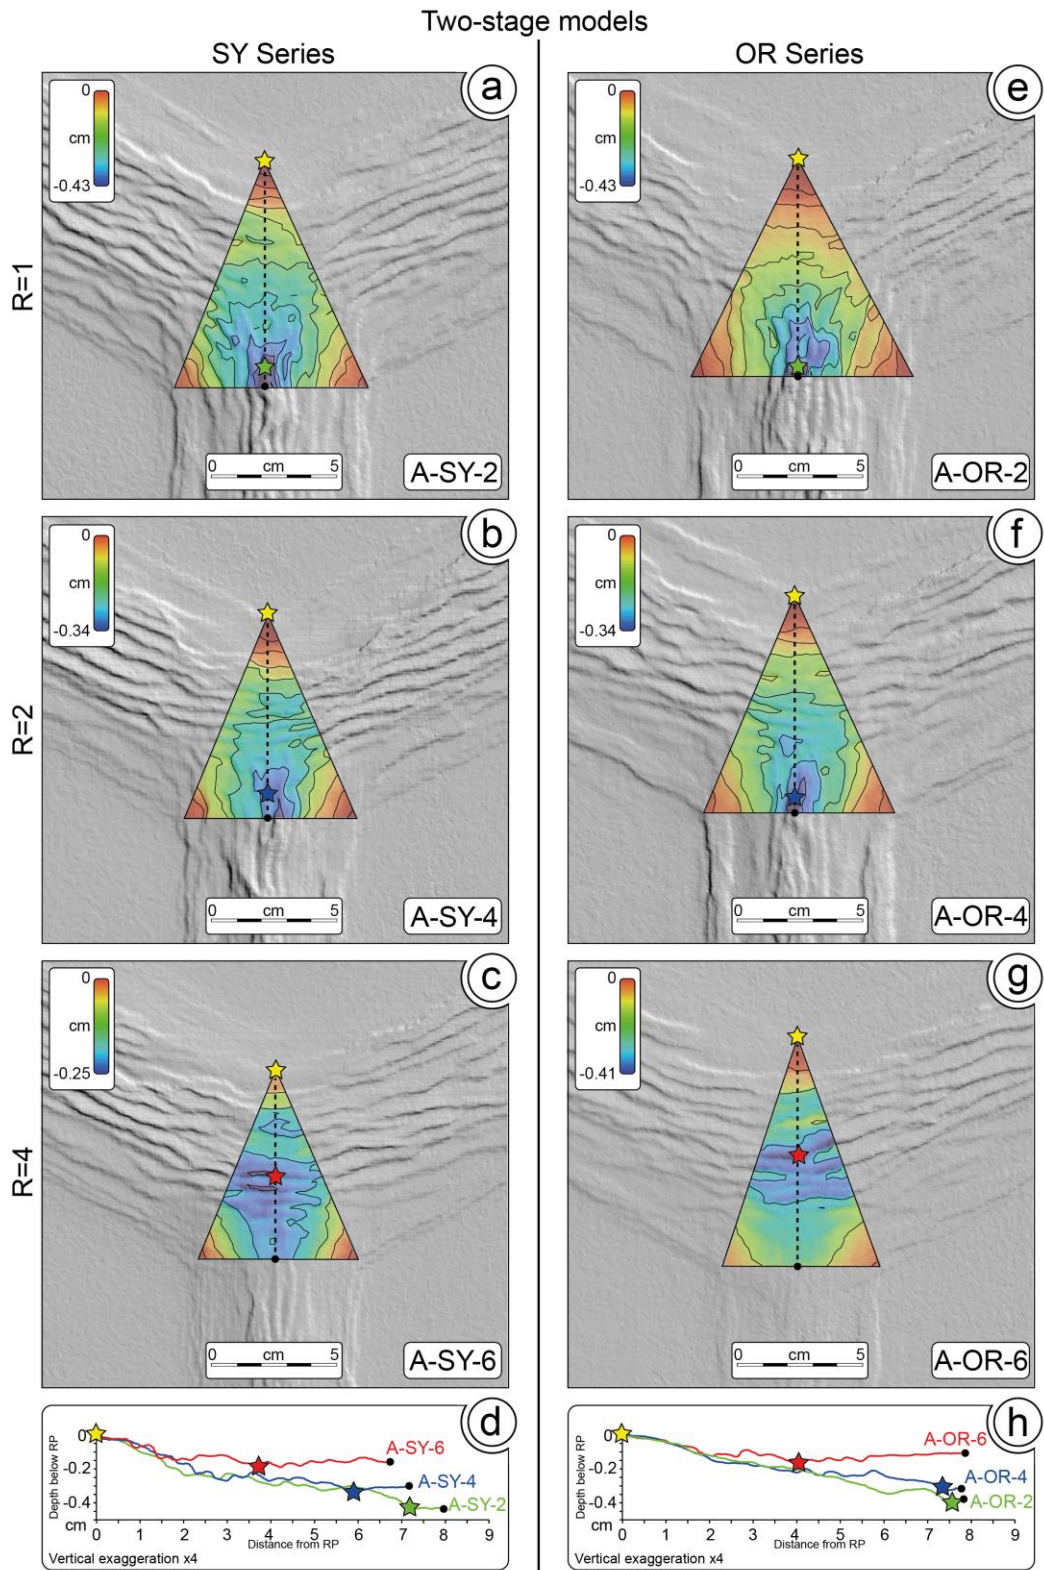 Two-stage models
SY Series
OR Series
R=1
a
0
cm
-0.43
0 cm 5
A-SY-2
e
0
cm
-0.43
0 cm 5
A-OR-2
R=2
b
0
cm
-0.34
0 cm 5
A-SY-4
f
0
cm
-0.34
0 cm 5
A-OR-4
R=4
c
0
cm
-0.25
0 cm 5
A-SY-6
g
0
cm
-0.41
0 cm 5
A-OR-6
d
Depth below RP
0
-0.2
-0.4
cm
A-SY-6
A-SY-4
A-SY-2
0 1 2 3 4 5 6 7 8 9
Distance from RP
Vertical exaggeration x4
h
Depth below RP
0
-0.2
-0.4
cm
A-OR-6
A-OR-4
A-OR-2
0 1 2 3 4 5 6 7 8 9
Distance from RP
Vertical exaggeration x4